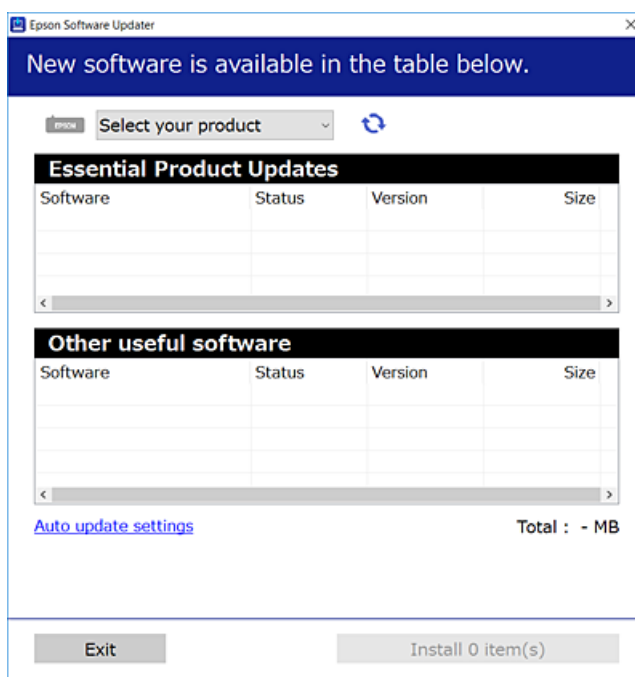 Epson Software Updater
New software is available in the table below.
EPSON Select your product
Essential Product Updates
Software Status Version Size
Other useful software
Software Status Version Size
Auto update settings Total : - MB
Exit Install 0 item(s)